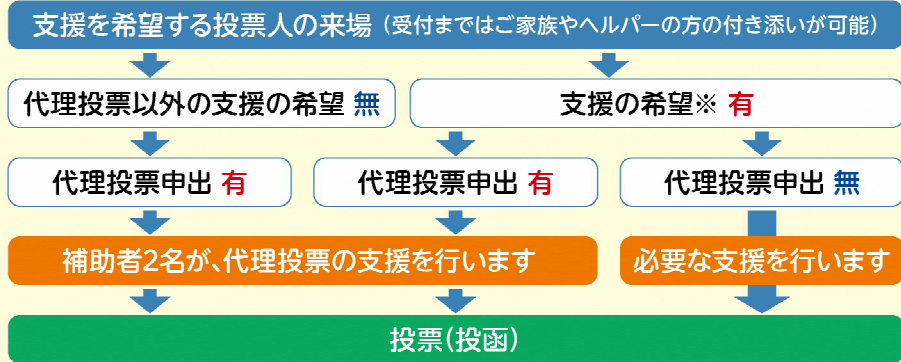 支援を希望する投票人の来場（受付まではご家族やヘルパーの方の付き添いが可能）
代理投票以外の支援の希望 無
支援の希望※ 有
代理投票申出 有
代理投票申出 有
代理投票申出 無
補助者2名が、代理投票の支援を行います
必要な支援を行います
投票（投函）